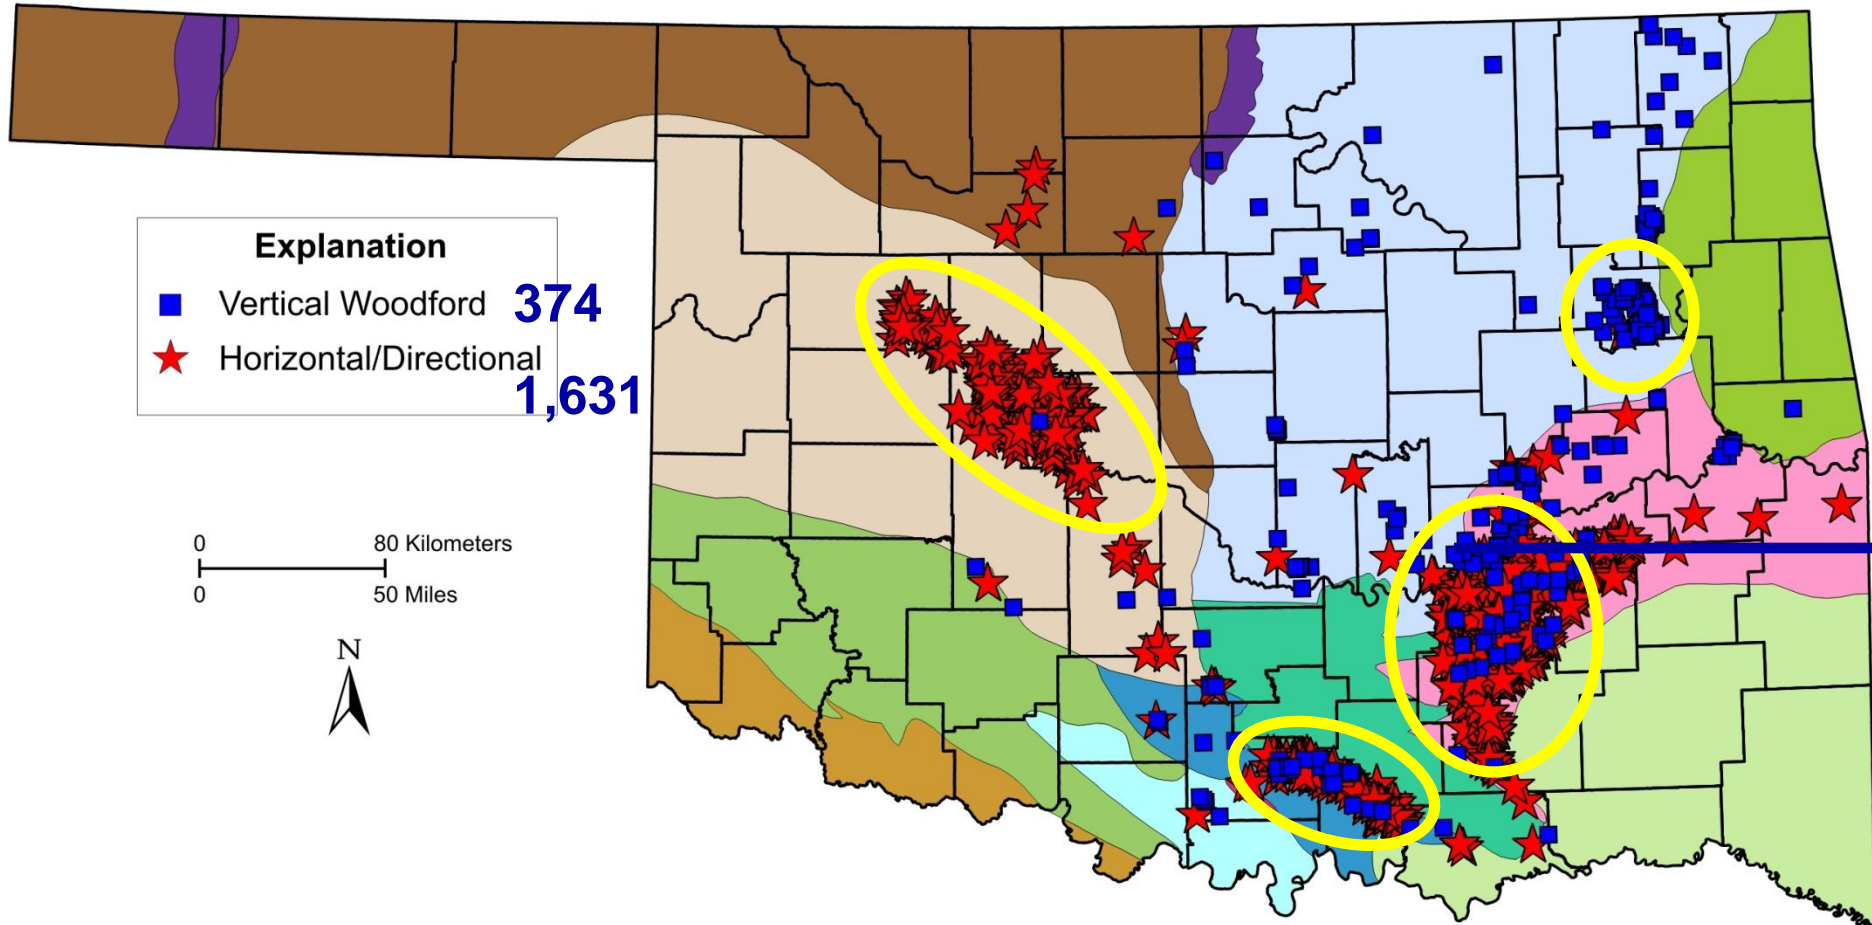 Explanation
Vertical Woodford 374
Horizontal/Directional
1,631
0 80 Kilometers
0 50 Miles
N